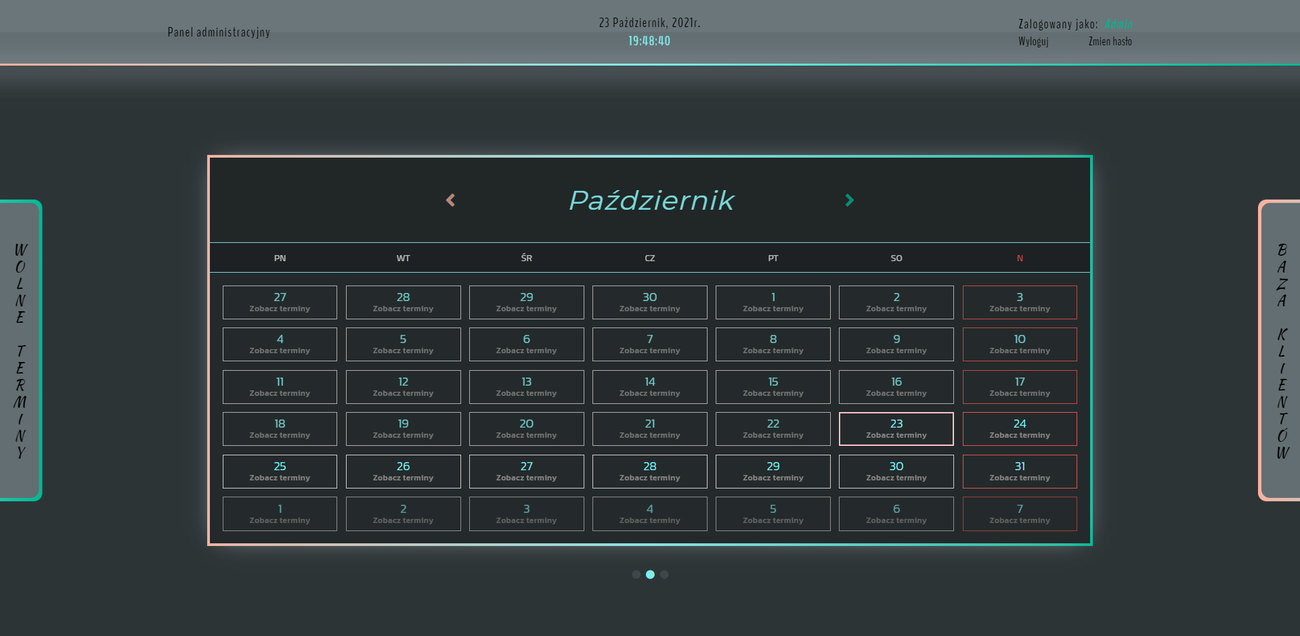 Panel administracyjny
23 Październik, 2021r.
19:48:40
Zalogowany jako: Admin
Wyloguj Zmien hasło
WOLNE TERMINY
Październik
PN WT ŚR CZ PT SO N
27 28 29 30 1 2 3
Zobacz terminy Zobacz terminy Zobacz terminy Zobacz terminy Zobacz terminy Zobacz terminy Zobacz terminy
4 5 6 7 8 9 10
Zobacz terminy Zobacz terminy Zobacz terminy Zobacz terminy Zobacz terminy Zobacz terminy Zobacz terminy
11 12 13 14 15 16 17
Zobacz terminy Zobacz terminy Zobacz terminy Zobacz terminy Zobacz terminy Zobacz terminy Zobacz terminy
18 19 20 21 22 23 24
Zobacz terminy Zobacz terminy Zobacz terminy Zobacz terminy Zobacz terminy Zobacz terminy Zobacz terminy
25 26 27 28 29 30 31
Zobacz terminy Zobacz terminy Zobacz terminy Zobacz terminy Zobacz terminy Zobacz terminy Zobacz terminy
1 2 3 4 5 6 7
Zobacz terminy Zobacz terminy Zobacz terminy Zobacz terminy Zobacz terminy Zobacz terminy Zobacz terminy
BAZA KLIENTÓW